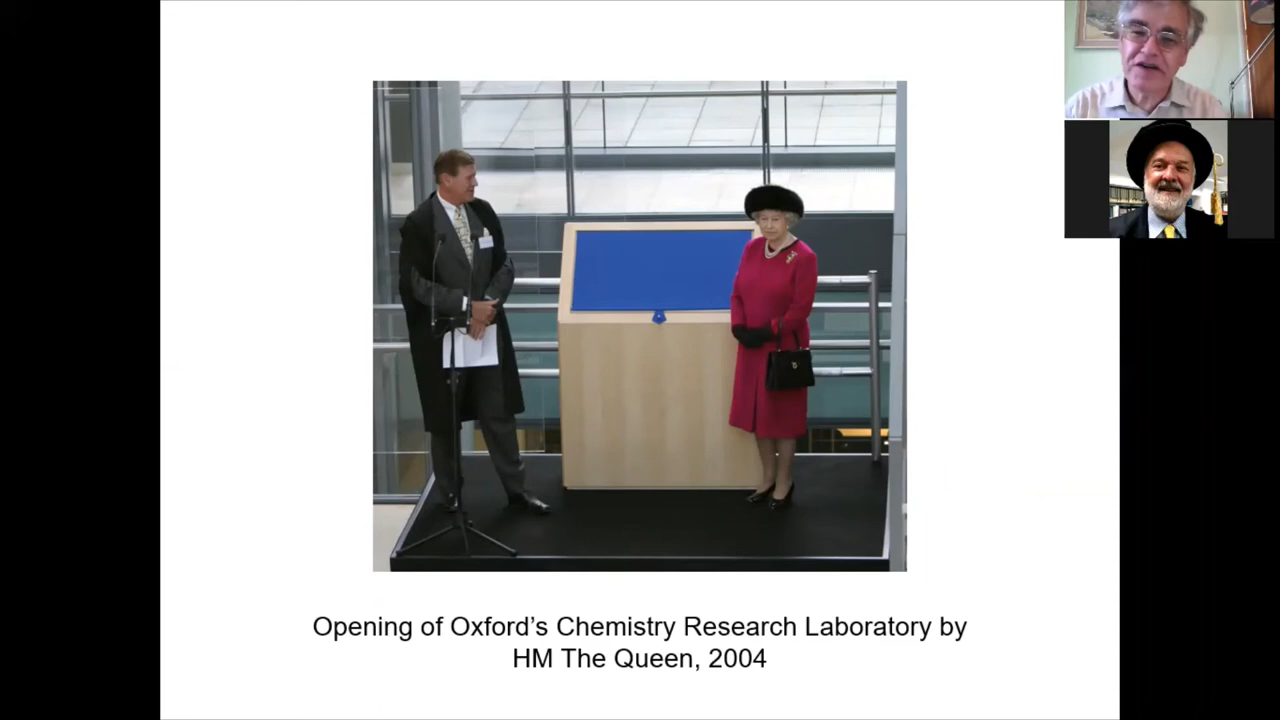 Opening of Oxford’s Chemistry Research Laboratory by
HM The Queen, 2004